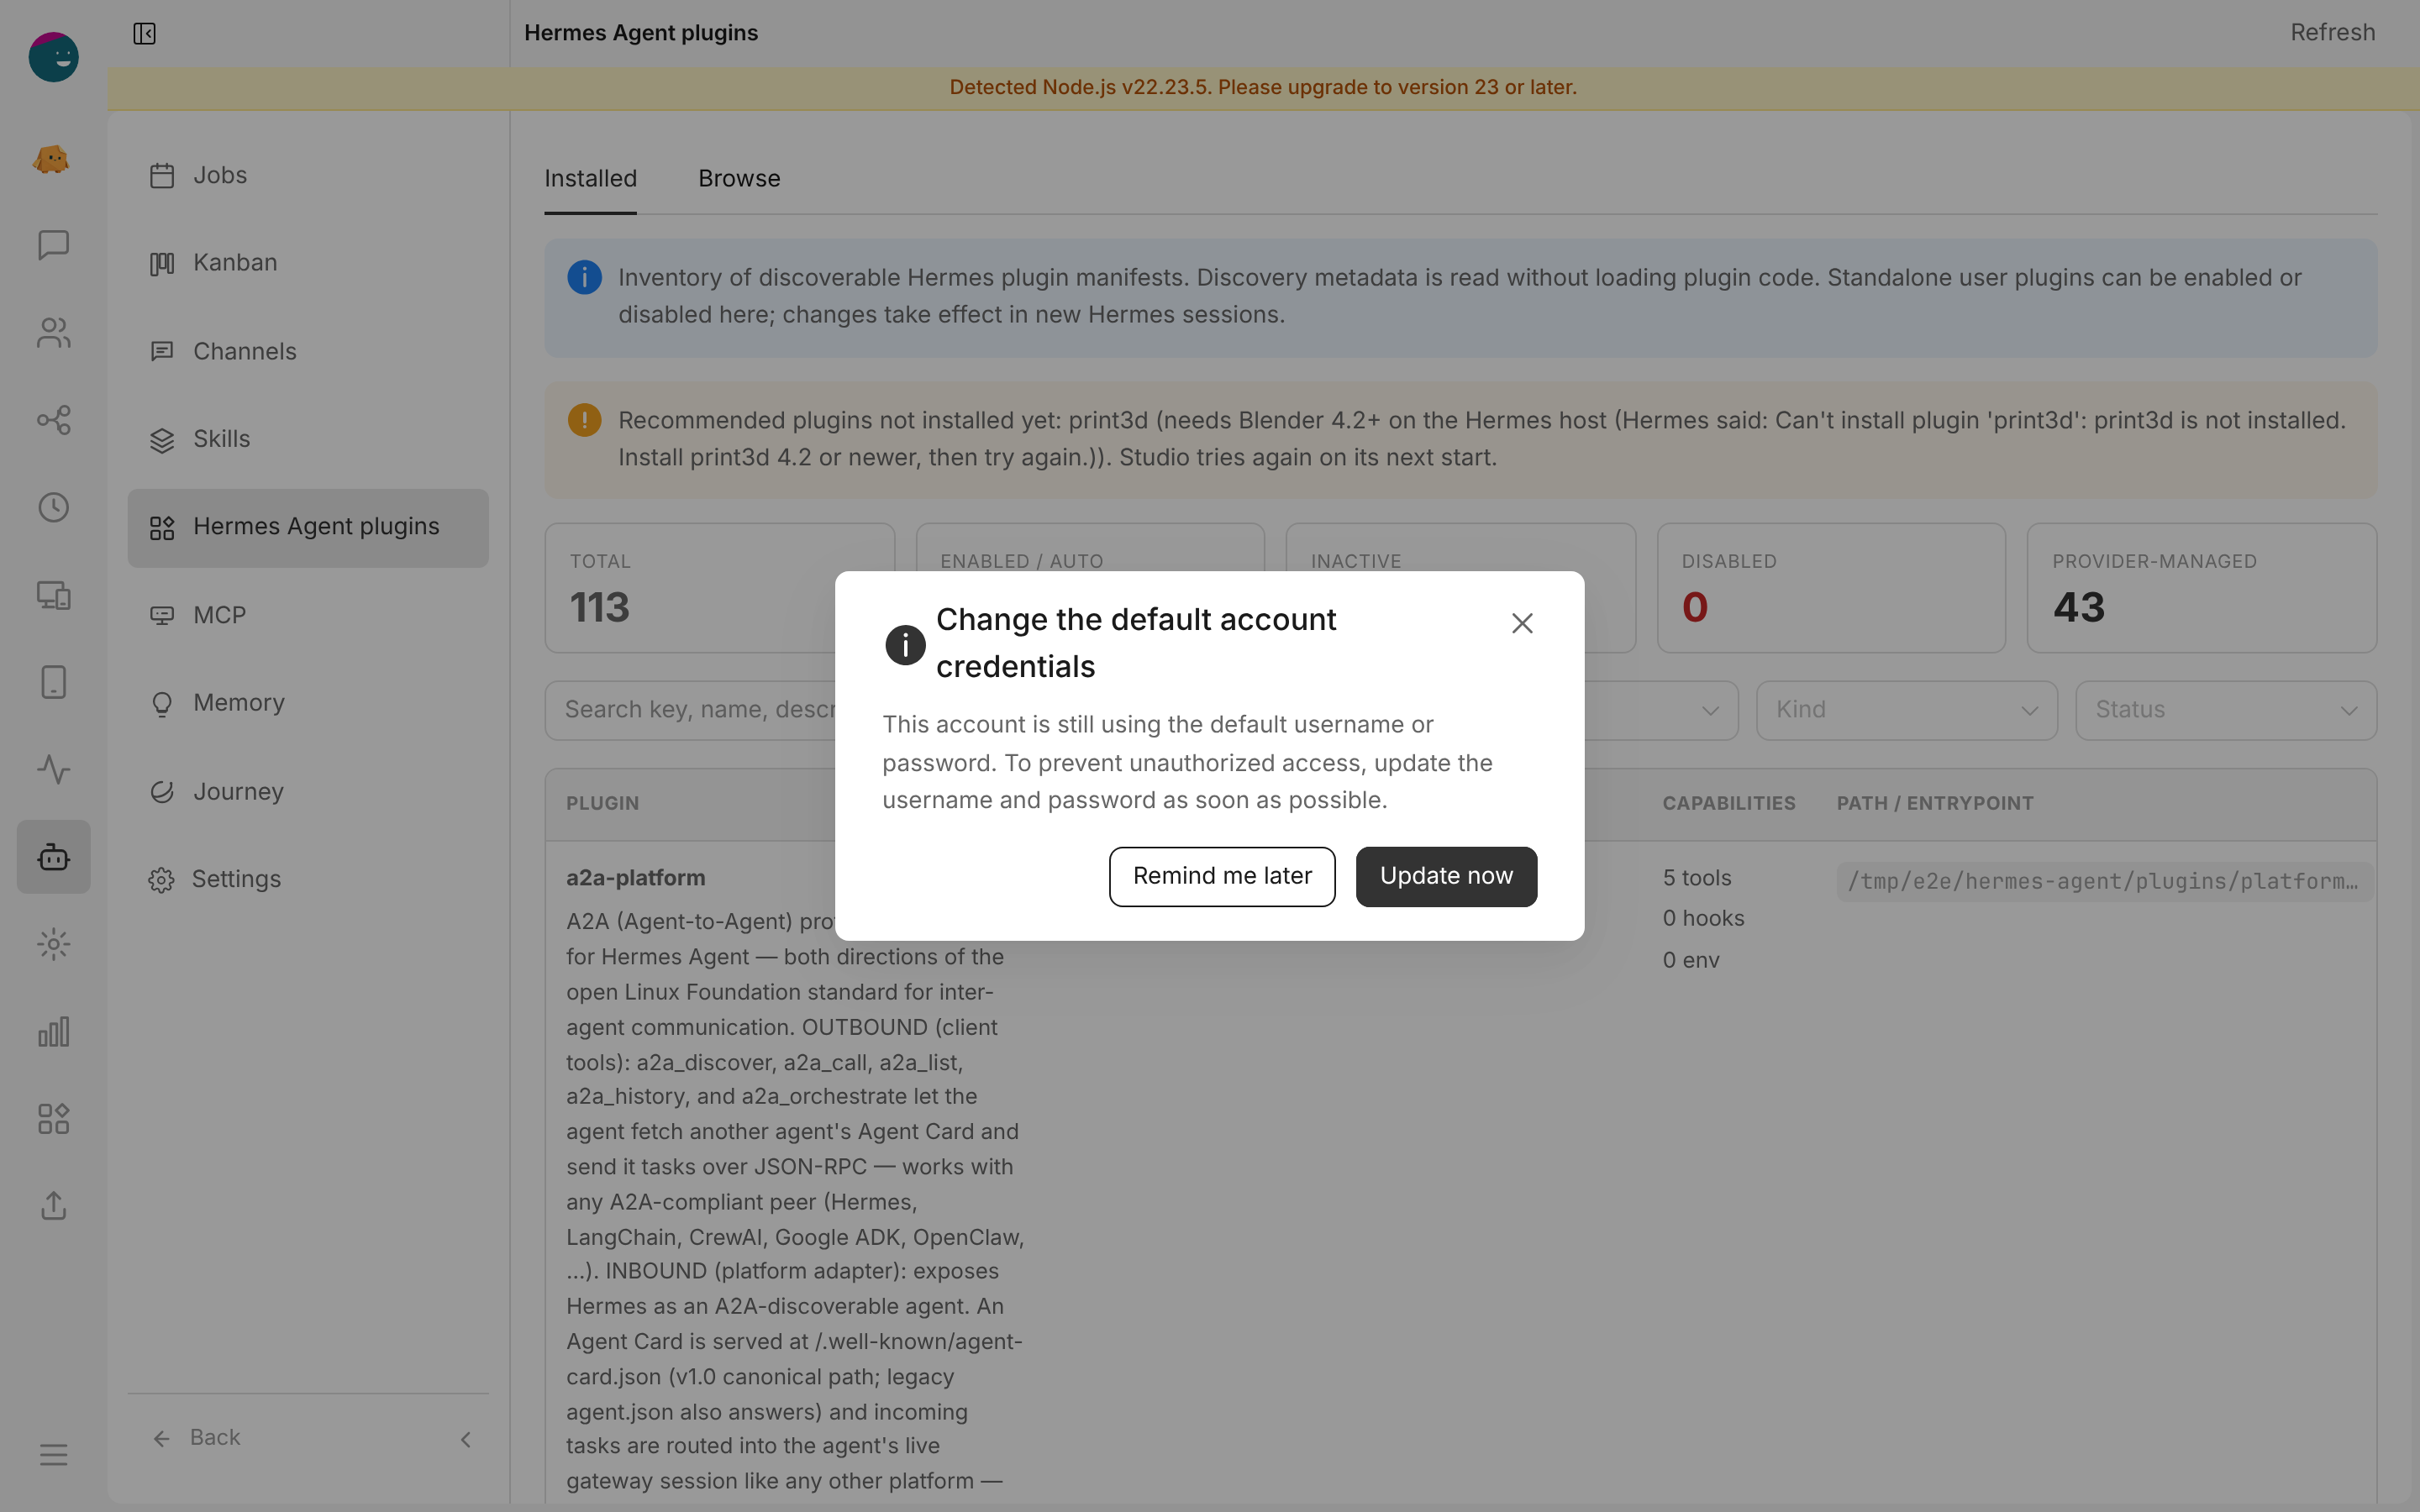 Hermes Agent plugins
Refresh
Detected Node.js v22.23.5. Please upgrade to version 23 or later.
Jobs
Kanban
Channels
Skills
Hermes Agent plugins
MCP
Memory
Journey
Settings
Back
Installed
Browse
Inventory of discoverable Hermes plugin manifests. Discovery metadata is read without loading plugin code. Standalone user plugins can be enabled or
disabled here; changes take effect in new Hermes sessions.
Recommended plugins not installed yet: print3d (needs Blender 4.2+ on the Hermes host (Hermes said: Can't install plugin 'print3d': print3d is not installed.
Install print3d 4.2 or newer, then try again.)). Studio tries again on its next start.
TOTAL
113
ENABLED / AUTO
INACTIVE
DISABLED
0
PROVIDER-MANAGED
43
Change the default account
credentials
This account is still using the default username or
password. To prevent unauthorized access, update the
username and password as soon as possible.
Remind me later
Update now
Search key, name, descr
Kind
Status
PLUGIN
CAPABILITIES
PATH / ENTRYPOINT
a2a-platform
A2A (Agent-to-Agent)
for Hermes Agent — both directions of the
open Linux Foundation standard for inter-
agent communication. OUTBOUND (client
tools): a2a_discover, a2a_call, a2a_list,
a2a_history, and a2a_orchestrate let the
agent fetch another agent's Agent Card and
send it tasks over JSON-RPC — works with
any A2A-compliant peer (Hermes,
LangChain, CrewAI, Google ADK, OpenClaw,
...). INBOUND (platform adapter): exposes
Hermes as an A2A-discoverable agent. An
Agent Card is served at /.well-known/agent-
card.json (v1.0 canonical path; legacy
agent.json also answers) and incoming
tasks are routed into the agent's live
gateway session like any other platform —
5 tools
0 hooks
0 env
/tmp/e2e/hermes-agent/plugins/platform…